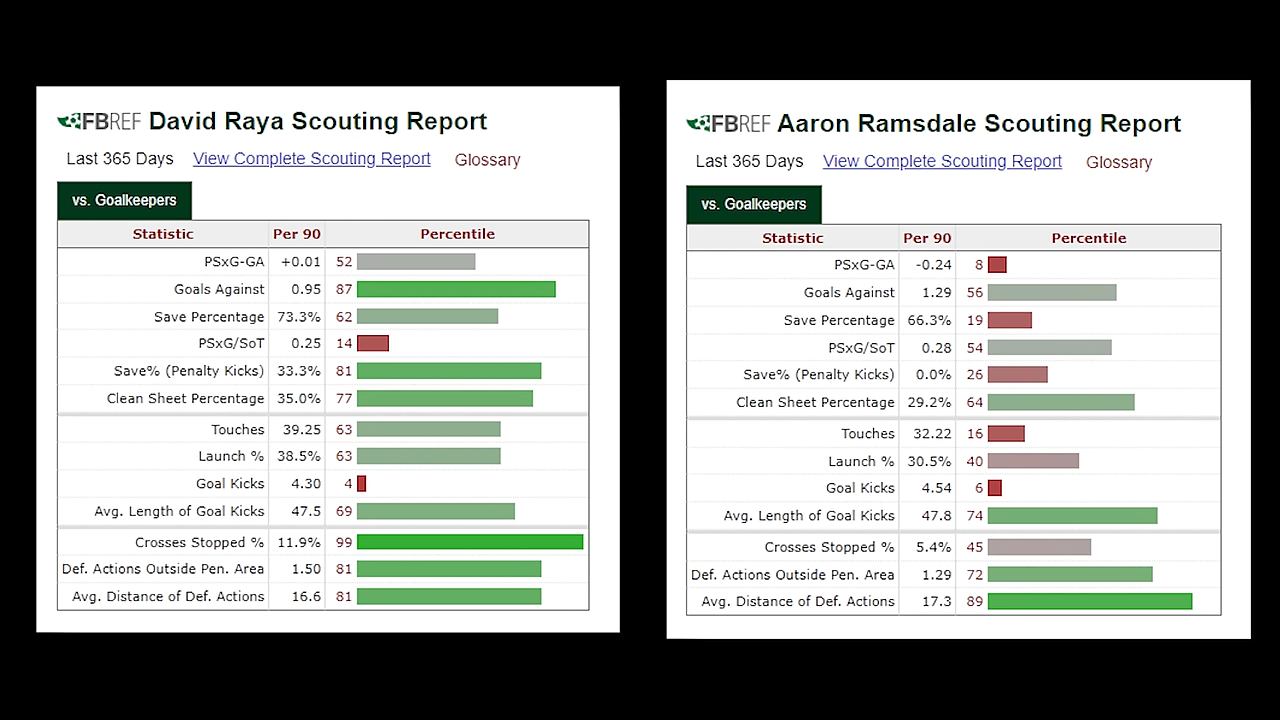 FBREF David Raya Scouting Report
Last 365 Days View Complete Scouting Report Glossary
vs. Goalkeepers
Statistic Per 90 Percentile
PSxG-GA +0.01 52
Goals Against 0.95 87
Save Percentage 73.3% 62
PSxG/SoT 0.25 14
Save% (Penalty Kicks) 33.3% 81
Clean Sheet Percentage 35.0% 77
Touches 39.25 63
Launch % 38.5% 63
Goal Kicks 4.30 4
Avg. Length of Goal Kicks 47.5 69
Crosses Stopped % 11.9% 99
Def. Actions Outside Pen. Area 1.50 81
Avg. Distance of Def. Actions 16.6 81
FBREF Aaron Ramsdale Scouting Report
Last 365 Days View Complete Scouting Report Glossary
vs. Goalkeepers
Statistic Per 90 Percentile
PSxG-GA -0.24 8
Goals Against 1.29 56
Save Percentage 66.3% 19
PSxG/SoT 0.28 54
Save% (Penalty Kicks) 0.0% 26
Clean Sheet Percentage 29.2% 64
Touches 32.22 16
Launch % 30.5% 40
Goal Kicks 4.54 6
Avg. Length of Goal Kicks 47.8 74
Crosses Stopped % 5.4% 45
Def. Actions Outside Pen. Area 1.29 72
Avg. Distance of Def. Actions 17.3 89